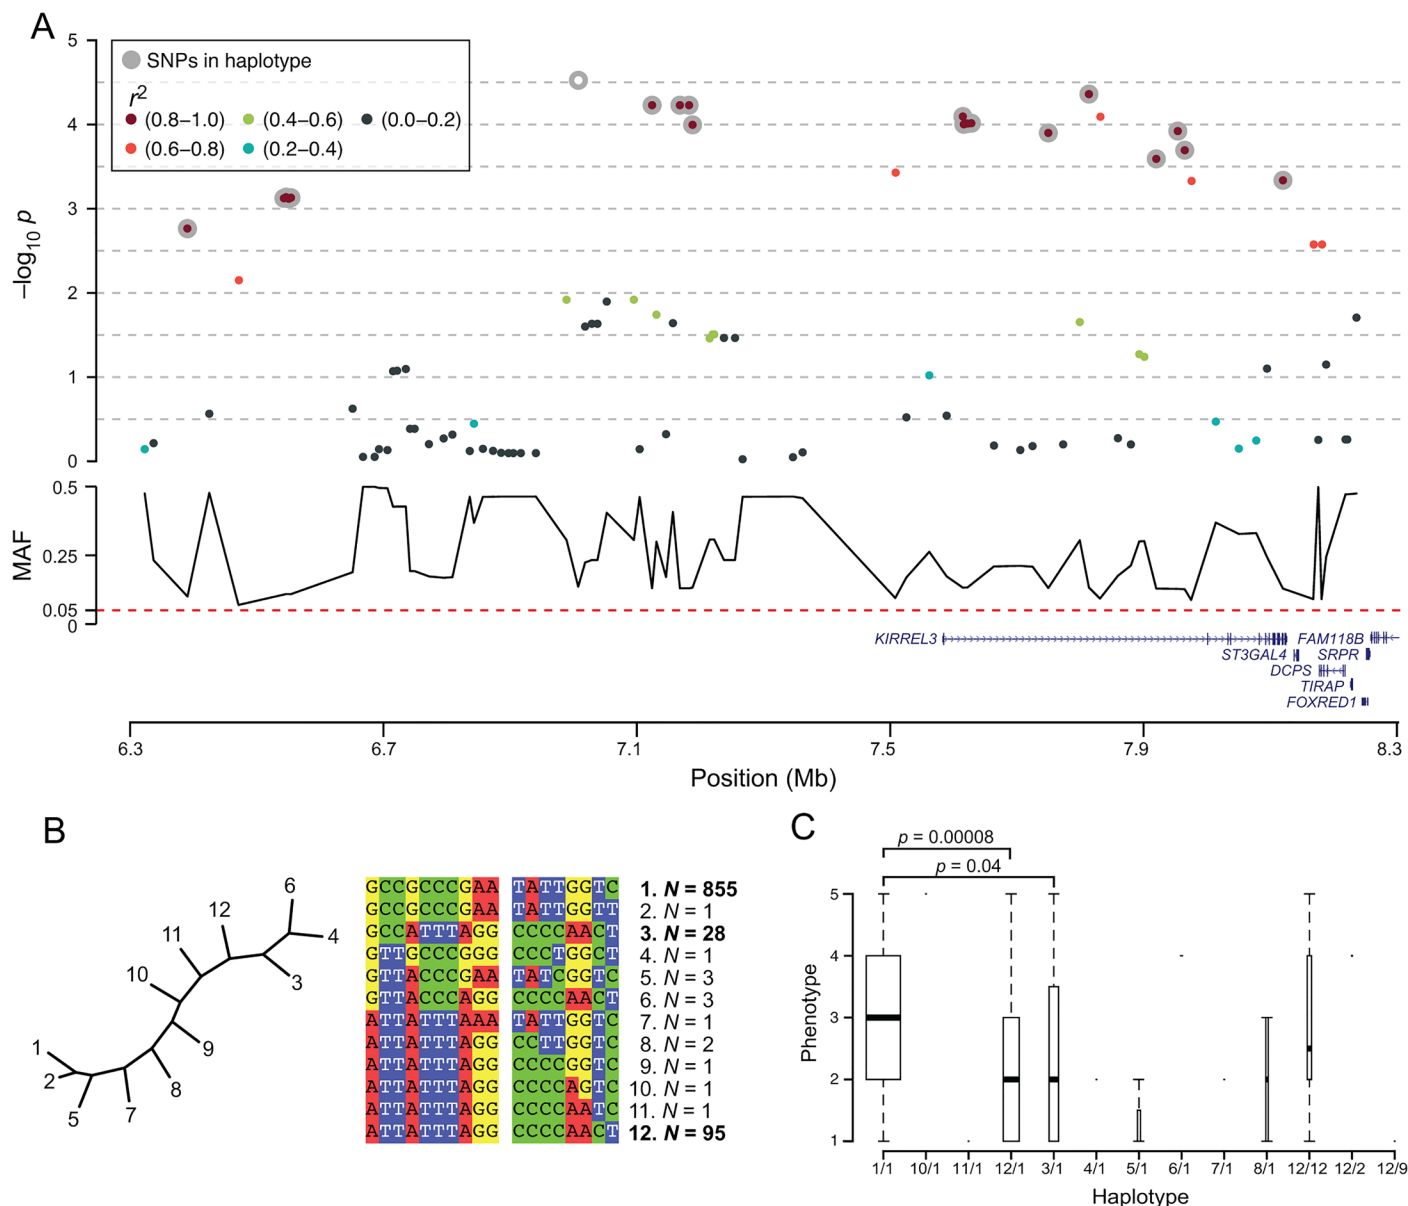 A
5
4
3
2
1
0
–log10 p
SNPs in haplotype
r2
(0.8–1.0)
(0.4–0.6)
(0.0–0.2)
(0.6–0.8)
(0.2–0.4)
0.5
0.25
0.05
0
MAF
KIRREL3
FAM118B
ST3GAL4
SRPR
DCPS
TIRAP
FOXRED1
6.3 6.7 7.1 7.5 7.9 8.3
Position (Mb)
B
6
12
4
11
3
10
9
1
2
8
5
7
GCCGCCCGAA TATTGGTC 1. N = 855
GCCGCCCGAA TATTGGTT 2. N = 1
GCCATTTAGG CCCCAACT 3. N = 28
GTTGCCCGGG CCCTGGCT 4. N = 1
GTTACCCGAA TATCGGTC 5. N = 3
GTTACCCAGG CCCCAACT 6. N = 3
ATTATTTAAA TATTGGTC 7. N = 1
ATTATTTAGG CCTTGGTC 8. N = 2
ATTATTTAGG CCCCGGTC 9. N = 1
ATTATTTAGG CCCCAGTC 10. N = 1
ATTATTTAGG CCCCAATC 11. N = 1
ATTATTTAGG CCCCAACT 12. N = 95
C
p = 0.00008
p = 0.04
5
4
3
2
1
Phenotype
1/1 10/1 11/1 12/1 3/1 4/1 5/1 6/1 7/1 8/1 12/12 12/2 12/9
Haplotype